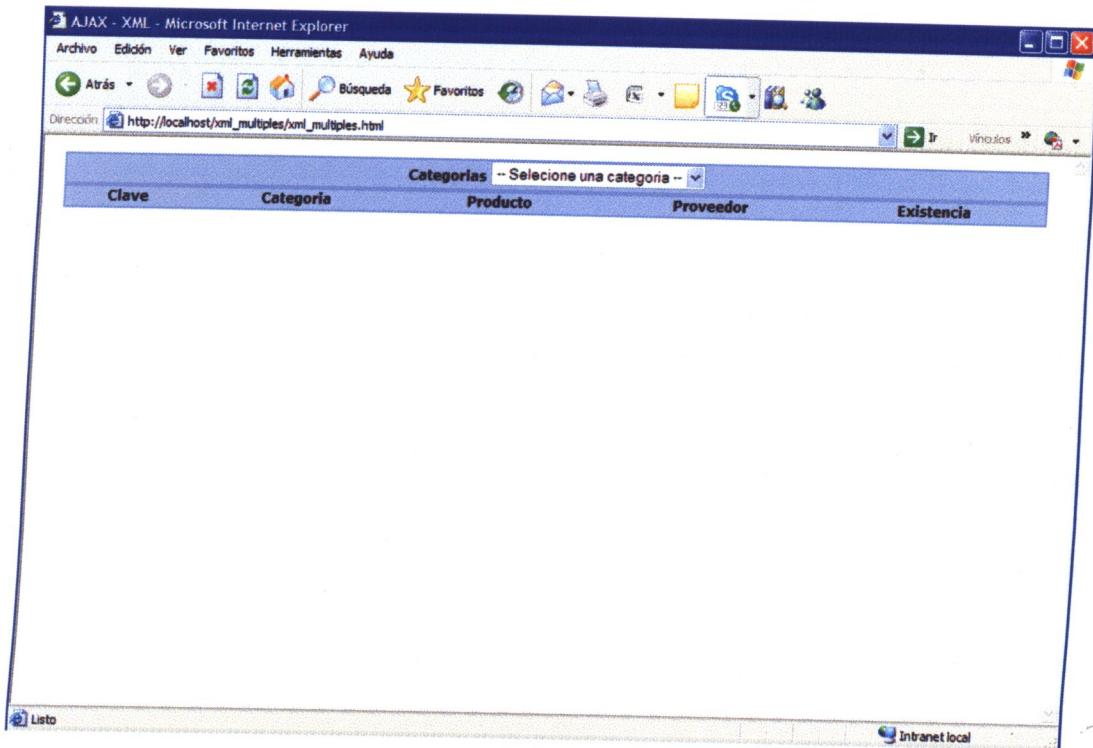 AJAX - XML - Microsoft Internet Explorer
Archivo Edición Ver Favoritos Herramientas Ayuda
Atrás Búsqueda Favoritos
Dirección http://localhost/xml_multiples/xml_multiples.html Ir Vínculos »
Categorias -- Selecione una categoria --
Clave Categoria Producto Proveedor Existencia
Listo Intranet local